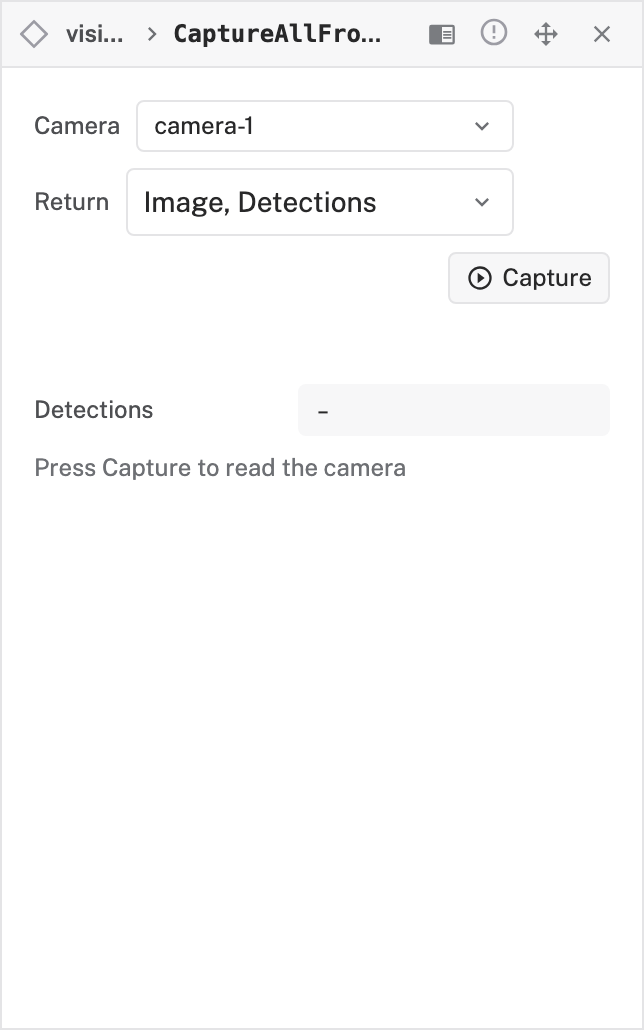 visi... > CaptureAllFro...
Camera camera-1
Return Image, Detections
Capture
Detections –
Press Capture to read the camera